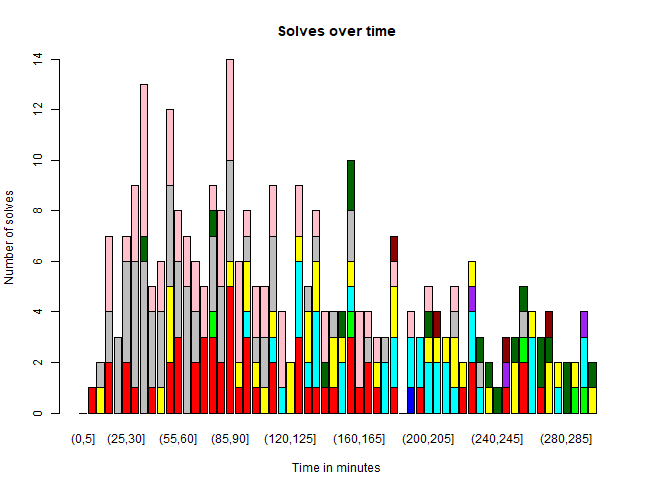 Solves over time
Number of solves
14
12
10
8
6
4
2
0
(0,5] (25,30] (55,60] (85,90] (120,125] (160,165] (200,205] (240,245] (280,285]
Time in minutes